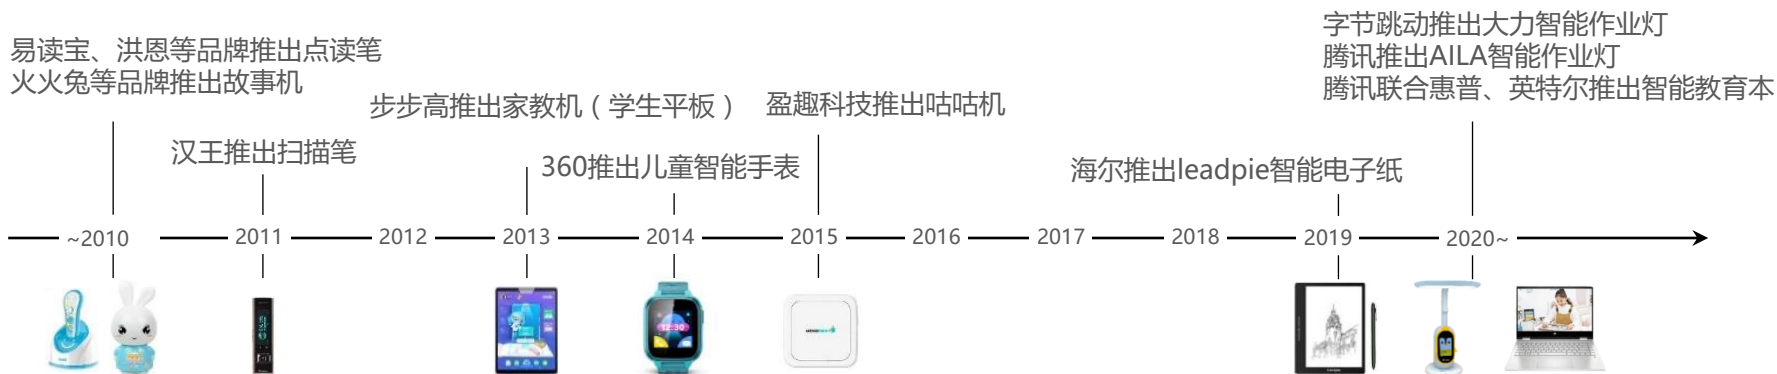 易读宝、洪恩等品牌推出点读笔
火火兔等品牌推出故事机
汉王推出扫描笔
步步高推出家教机（学生平板）
360推出儿童智能手表
盈趣科技推出咕咕机
海尔推出leadpie智能电子纸
字节跳动推出大力智能作业灯
腾讯推出AILA智能作业灯
腾讯联合惠普、英特尔推出智能教育本
~2010
2011
2012
2013
2014
2015
2016
2017
2018
2019
2020~
12:30